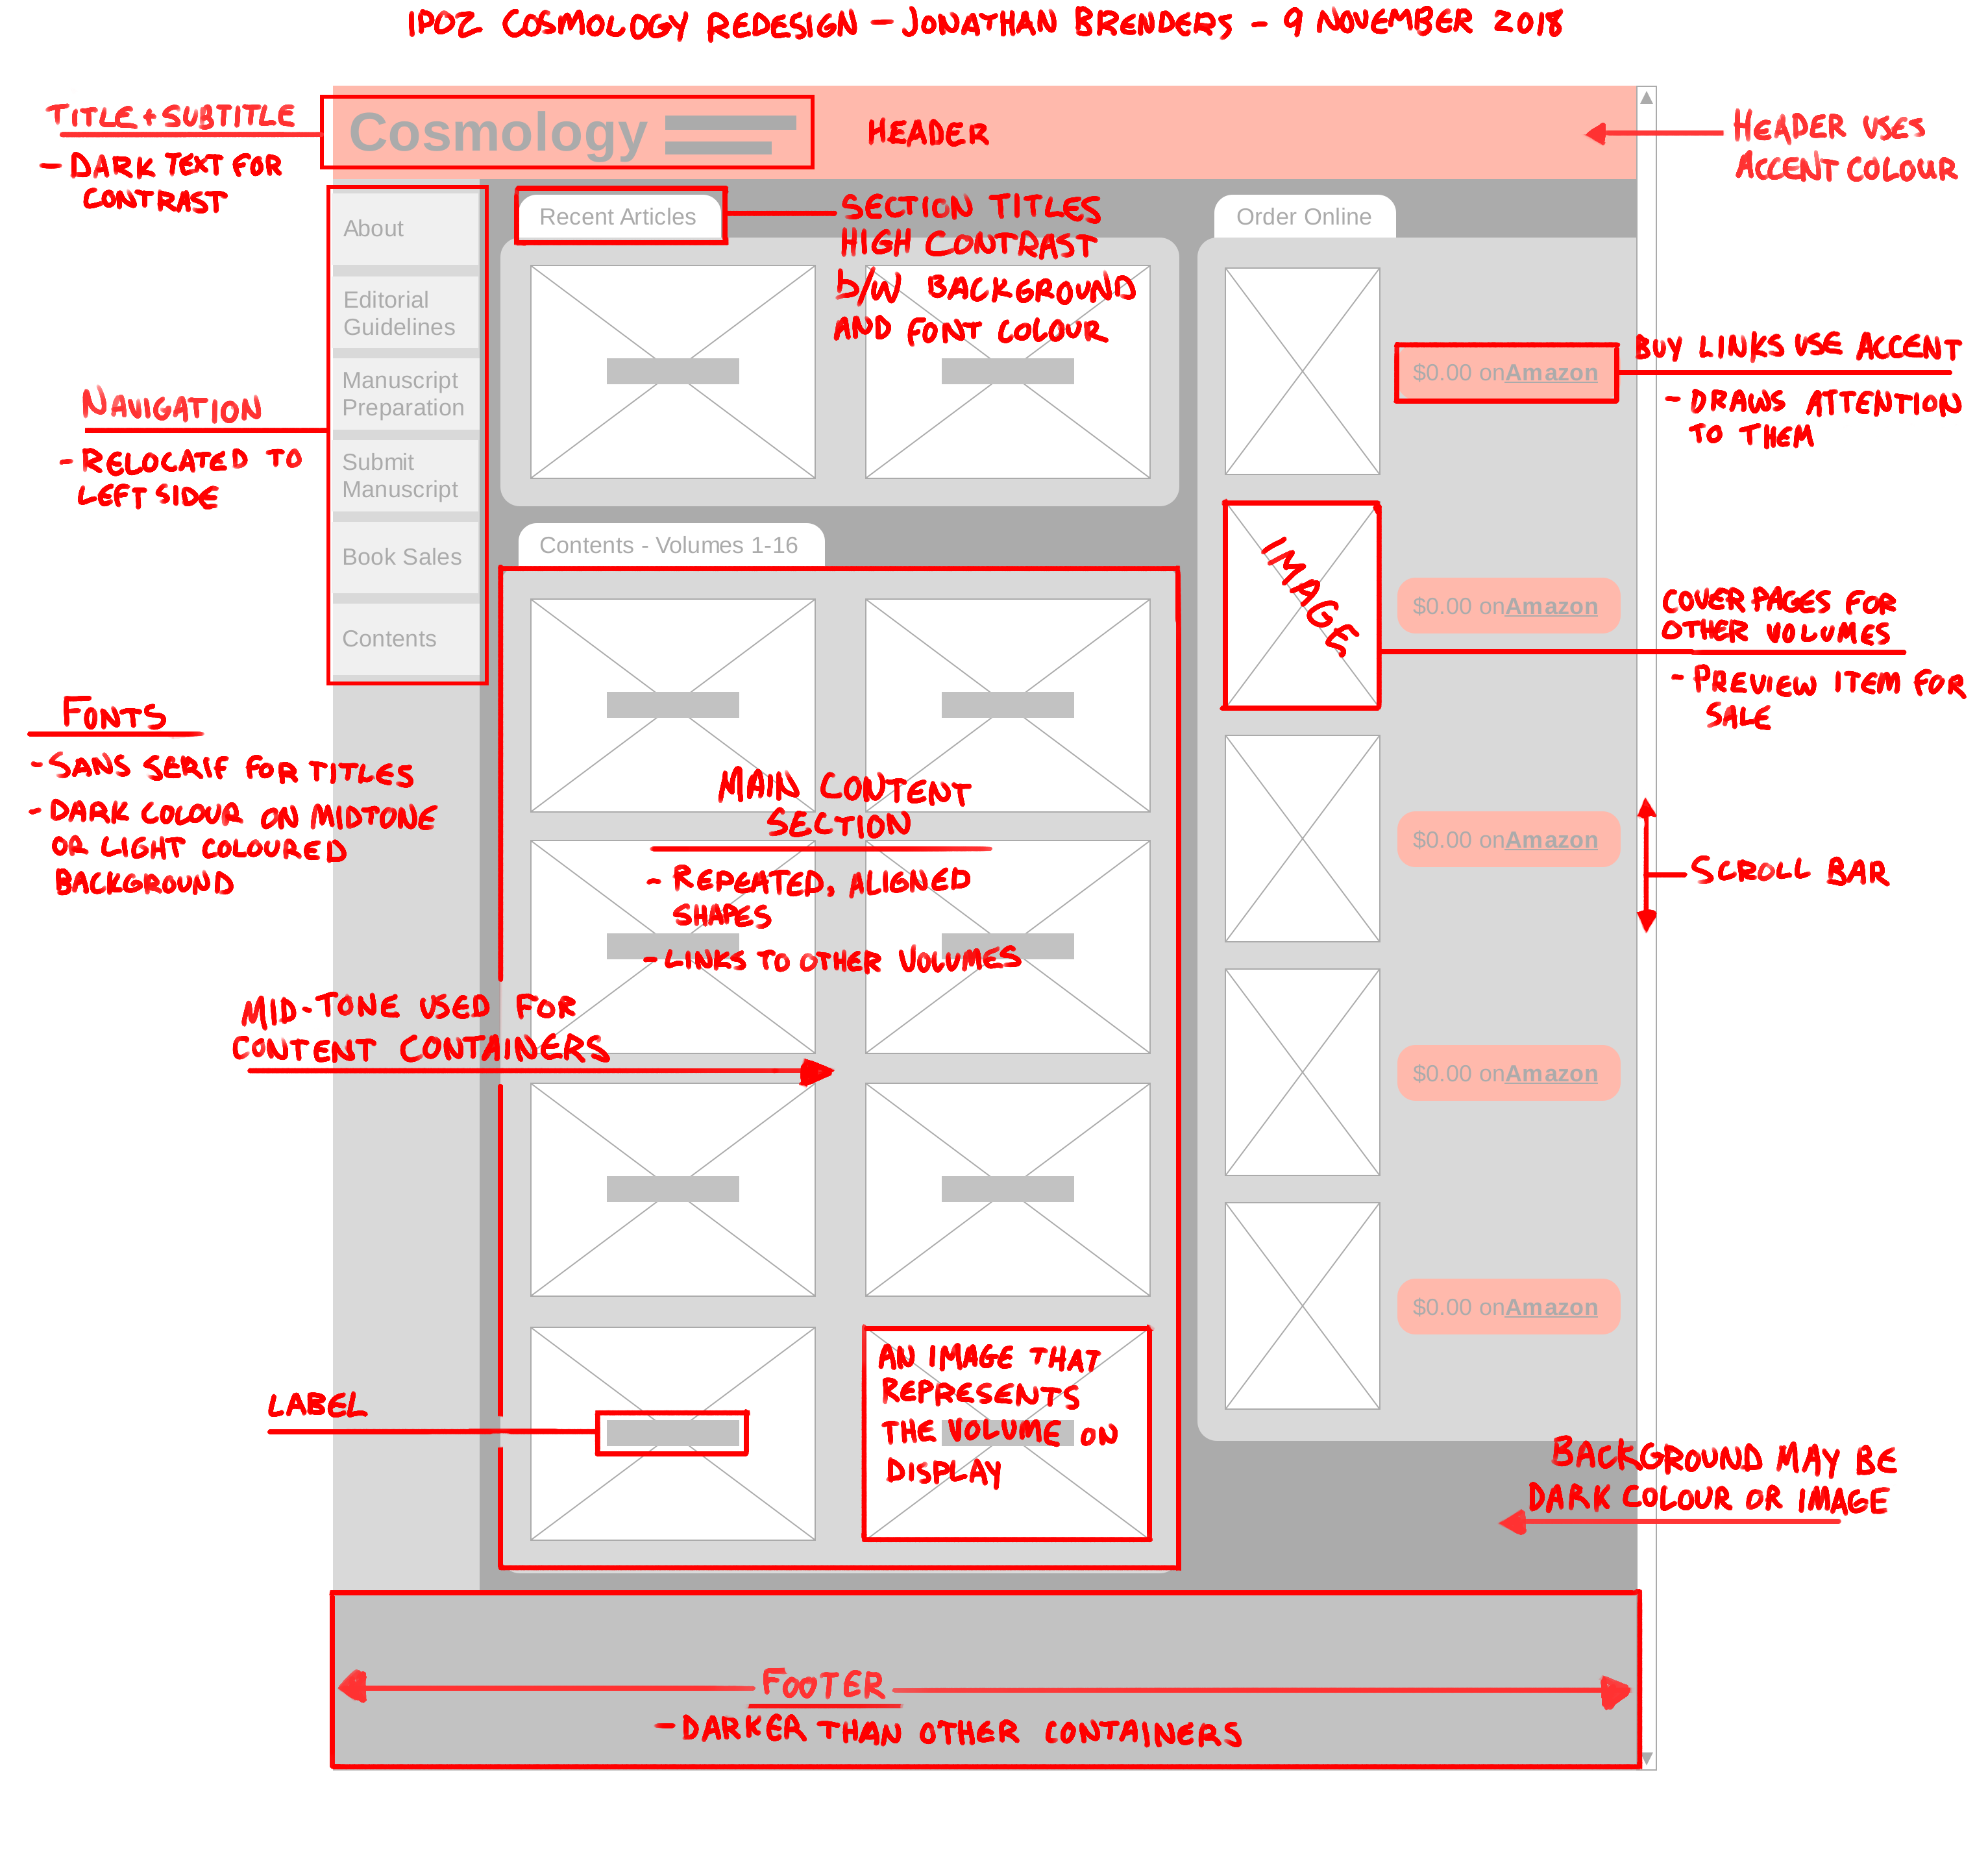 IP02 COSMOLOGY REDESIGN – JONATHAN BRENDERS – 9 NOVEMBER 2018
TITLE + SUBTITLE
– DARK TEXT FOR
CONTRAST
Cosmology
HEADER
HEADER USES
ACCENT COLOUR
About
Editorial
Guidelines
Manuscript
Preparation
Submit
Manuscript
Book Sales
Contents
NAVIGATION
– RELOCATED TO
LEFT SIDE
Recent Articles
SECTION TITLES
HIGH CONTRAST
b/W BACKGROUND
AND FONT COLOUR
Order Online
$0.00 on Amazon
BUY LINKS USE ACCENT
– DRAWS ATTENTION
TO THEM
IMAGE
$0.00 on Amazon
COVER PAGES FOR
OTHER VOLUMES
– PREVIEW ITEM FOR
SALE
Contents - Volumes 1-16
FONTS
– SANS SERIF FOR TITLES
– DARK COLOUR ON MIDTONE
OR LIGHT COLOURED
BACKGROUND
MAIN CONTENT
SECTION
– REPEATED, ALIGNED
SHAPES
– LINKS TO OTHER VOLUMES
$0.00 on Amazon
SCROLL BAR
MID-TONE USED FOR
CONTENT CONTAINERS
$0.00 on Amazon
$0.00 on Amazon
LABEL
AN IMAGE THAT
REPRESENTS
THE VOLUME ON
DISPLAY
BACKGROUND MAY BE
DARK COLOUR OR IMAGE
FOOTER
– DARKER THAN OTHER CONTAINERS